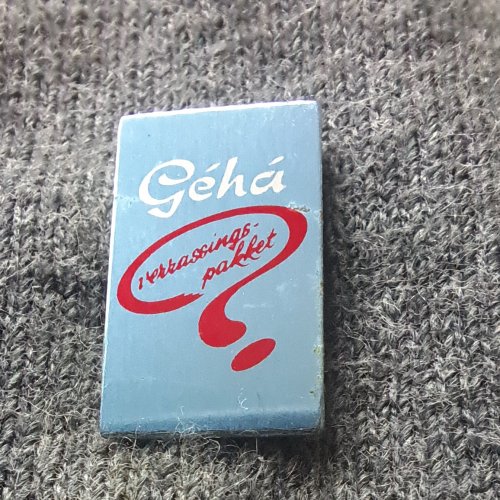 Géhá
verrassings-
pakket